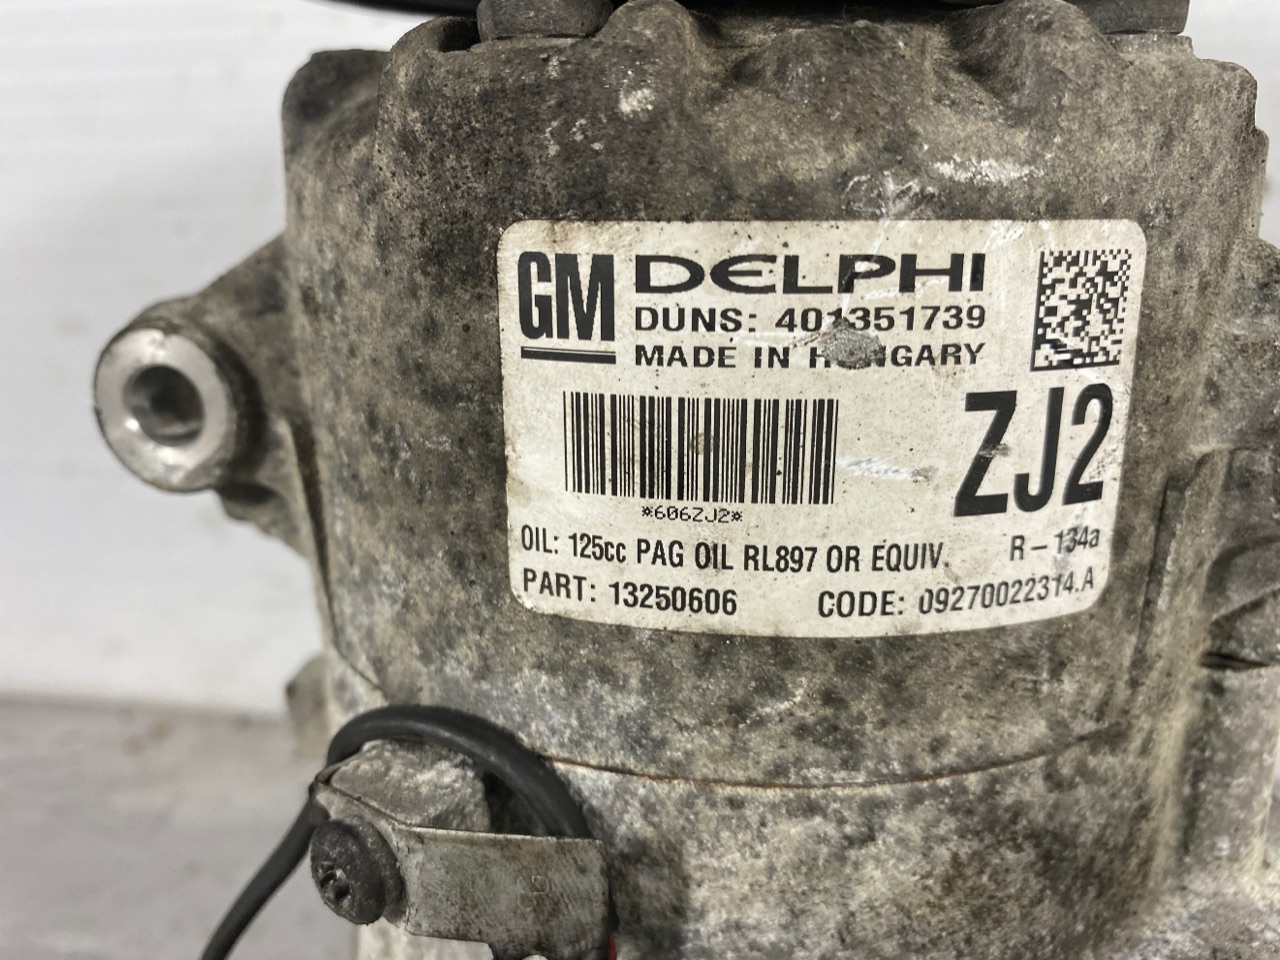 GM DELPHI
DUNS: 401351739
MADE IN HUNGARY
ZJ2
*606ZJ2*
OIL: 125cc PAG OIL RL897 OR EQUIV. R-134a
PART: 13250606 CODE: 09270022314.A